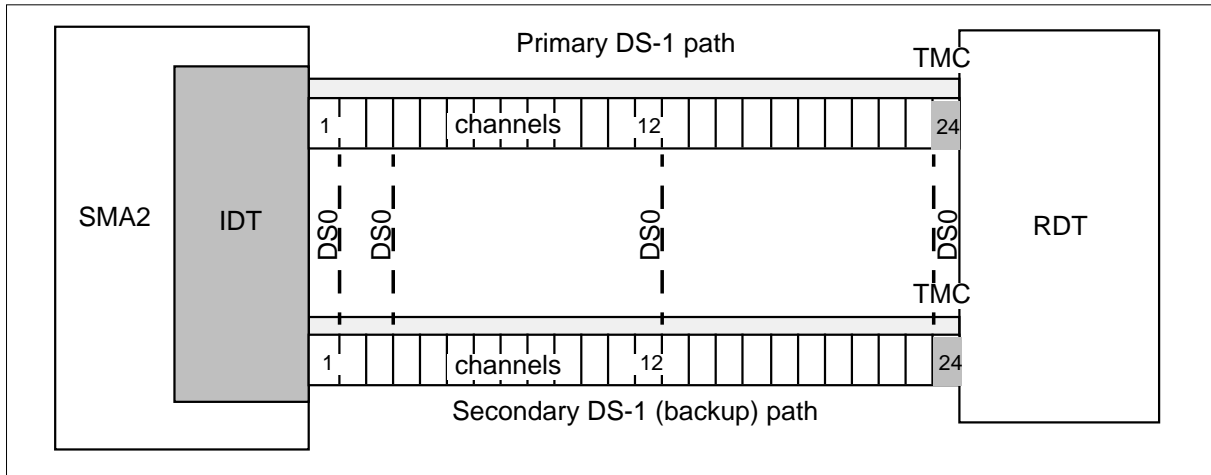 Primary DS-1 path
TMC
1 channels 12 24
SMA2 IDT DS0 DS0 DS0 DS0 RDT
TMC
1 channels 12 24
Secondary DS-1 (backup) path